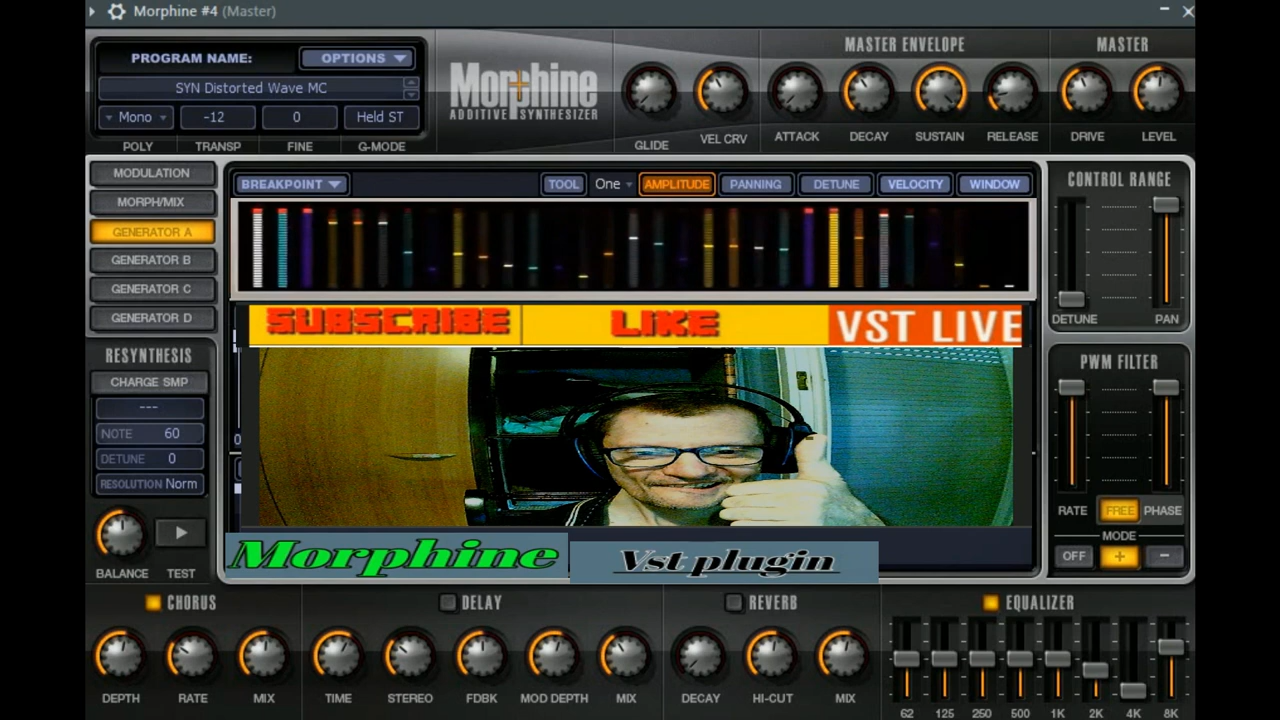 Morphine #4 (Master)
PROGRAM NAME: OPTIONS
SYN Distorted Wave MC
Mono -12 0 Held ST
POLY TRANSP FINE G-MODE
Morphine
ADDITIVE SYNTHESIZER
GLIDE VEL CRV
MASTER ENVELOPE
ATTACK DECAY SUSTAIN RELEASE
MASTER
DRIVE LEVEL
MODULATION
MORPH/MIX
GENERATOR A
GENERATOR B
GENERATOR C
GENERATOR D
BREAKPOINT TOOL One AMPLITUDE PANNING DETUNE VELOCITY WINDOW
CONTROL RANGE
DETUNE PAN
SUBSCRIBE LIKE VST LIVE
RESYNTHESIS
CHARGE SMP
---
NOTE 60
DETUNE 0
RESOLUTION Norm
BALANCE TEST
0
PWM FILTER
RATE FREE PHASE
MODE
OFF + -
Morphine Vst plugin
CHORUS
DEPTH RATE MIX
DELAY
TIME STEREO FDBK MOD DEPTH MIX
REVERB
DECAY HI-CUT MIX
EQUALIZER
62 125 250 500 1K 2K 4K 8K